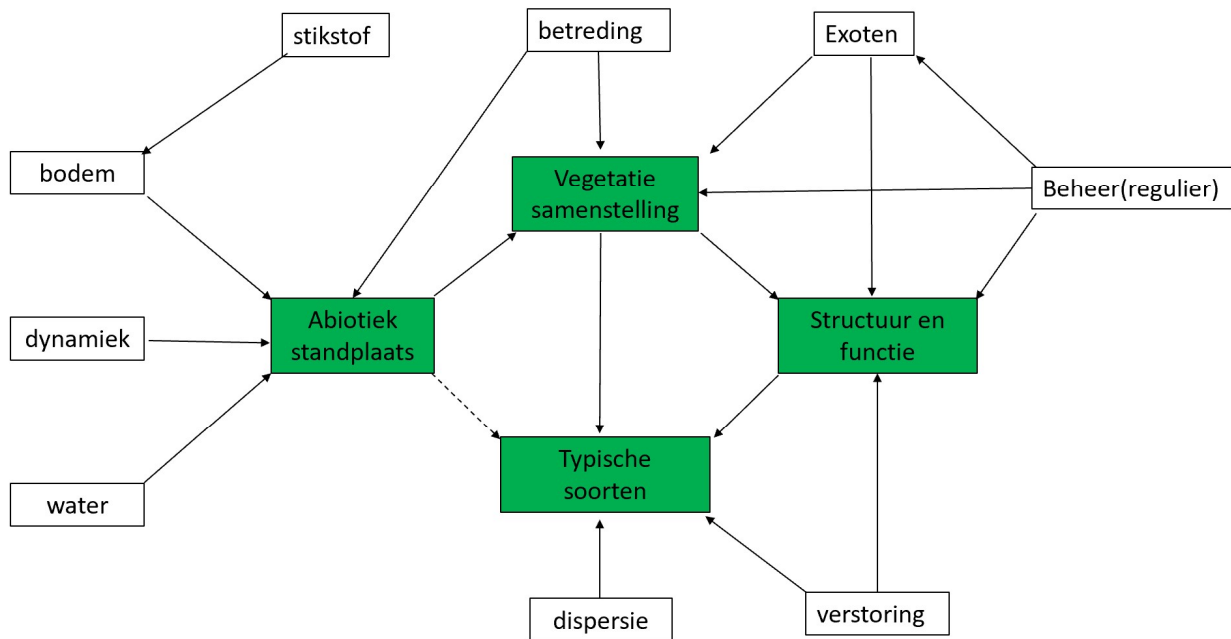 stikstof
betreding
Exoten
bodem
Vegetatie
samenstelling
Beheer(regulier)
dynamiek
Abiotiek
standplaats
Structuur en
functie
water
Typische
soorten
dispersie
verstoring